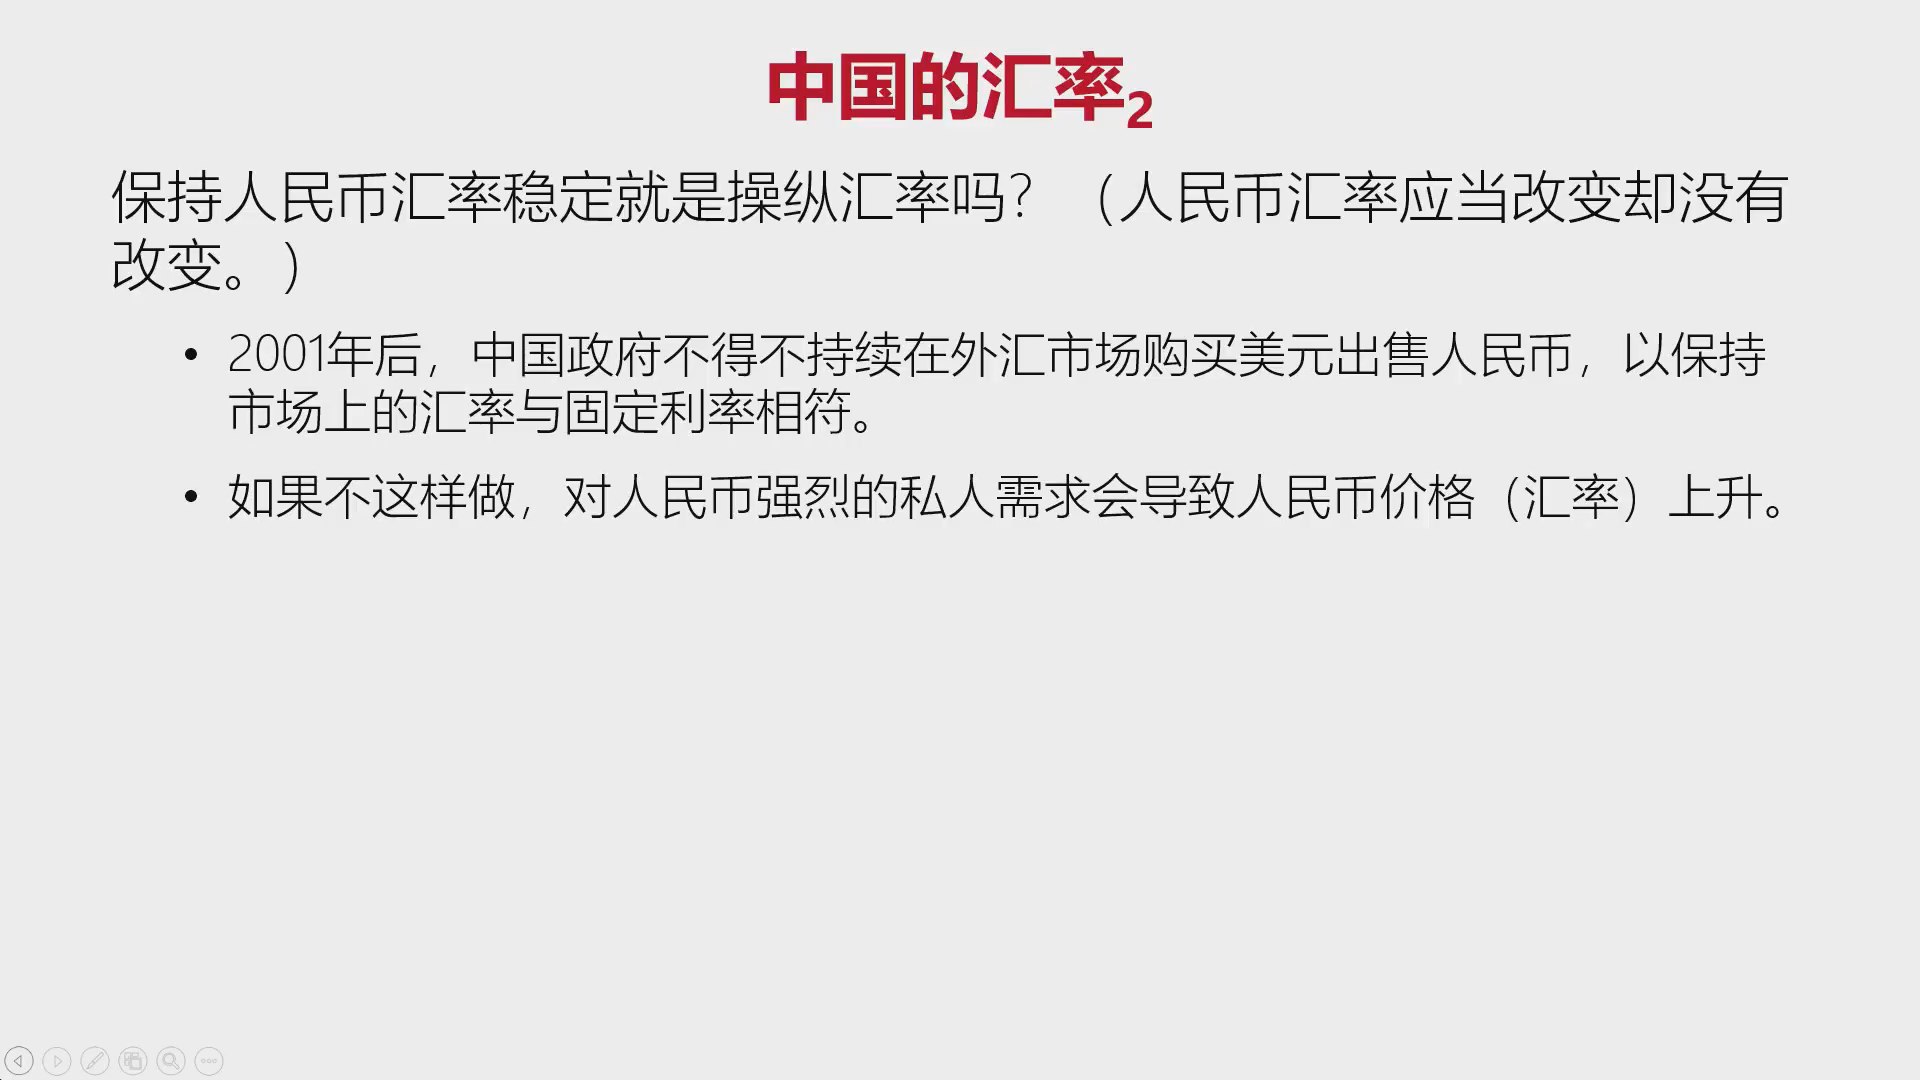 中国的汇率2
保持人民币汇率稳定就是操纵汇率吗？（人民币汇率应当改变却没有
改变。）
• 2001年后，中国政府不得不持续在外汇市场购买美元出售人民币，以保持
市场上的汇率与固定利率相符。
• 如果不这样做，对人民币强烈的私人需求会导致人民币价格（汇率）上升。